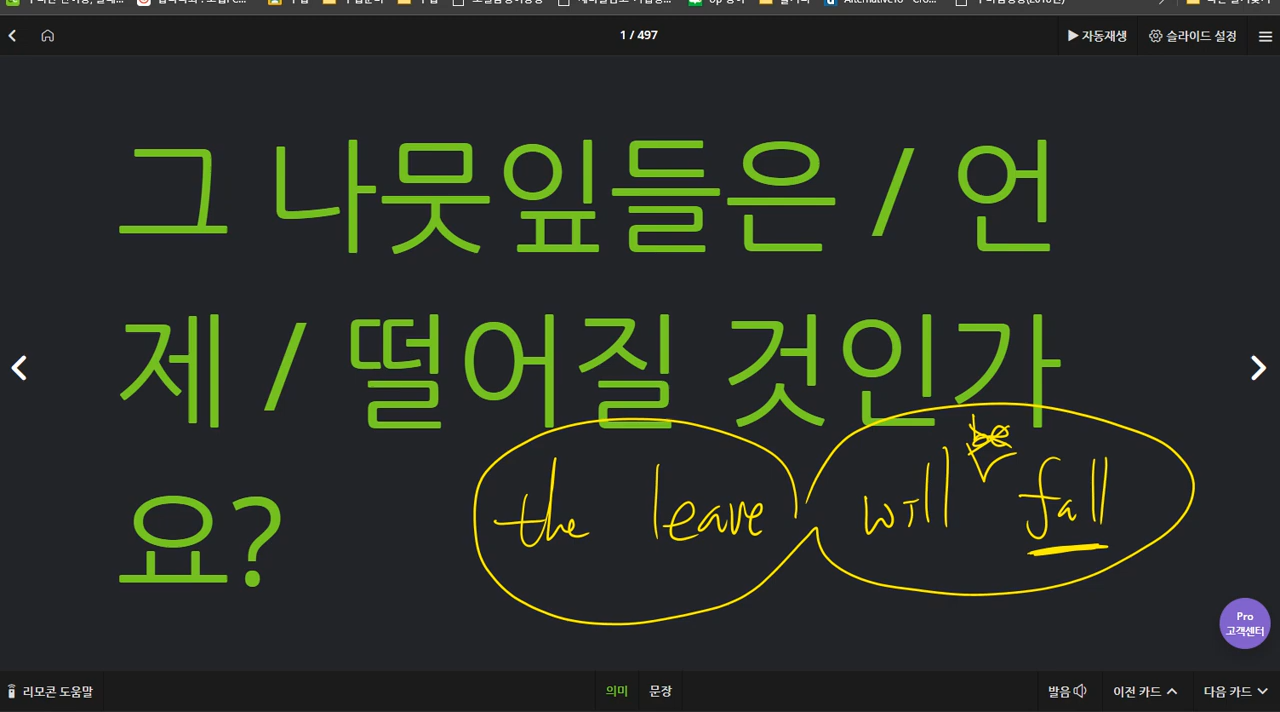 1 / 497
▶ 자동재생
슬라이드 설정
그 나뭇잎들은 / 언
제 / 떨어질 것인가
요?
be
the leave will fall
Pro
고객센터
리모콘 도움말
의미
문장
발음
이전 카드
다음 카드